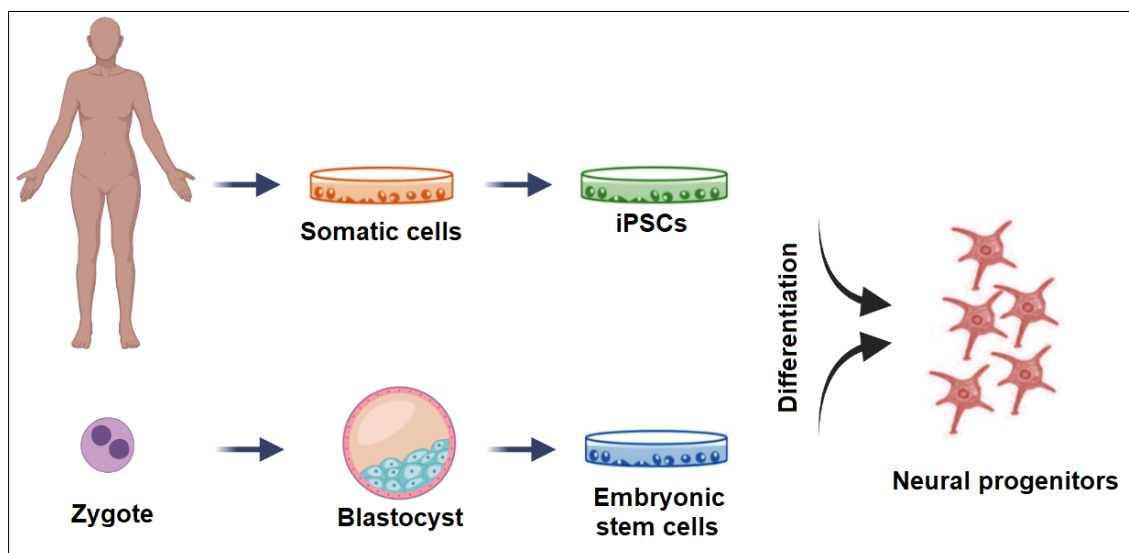 Somatic cells
iPSCs
Differentiation
Zygote
Blastocyst
Embryonic
stem cells
Neural progenitors